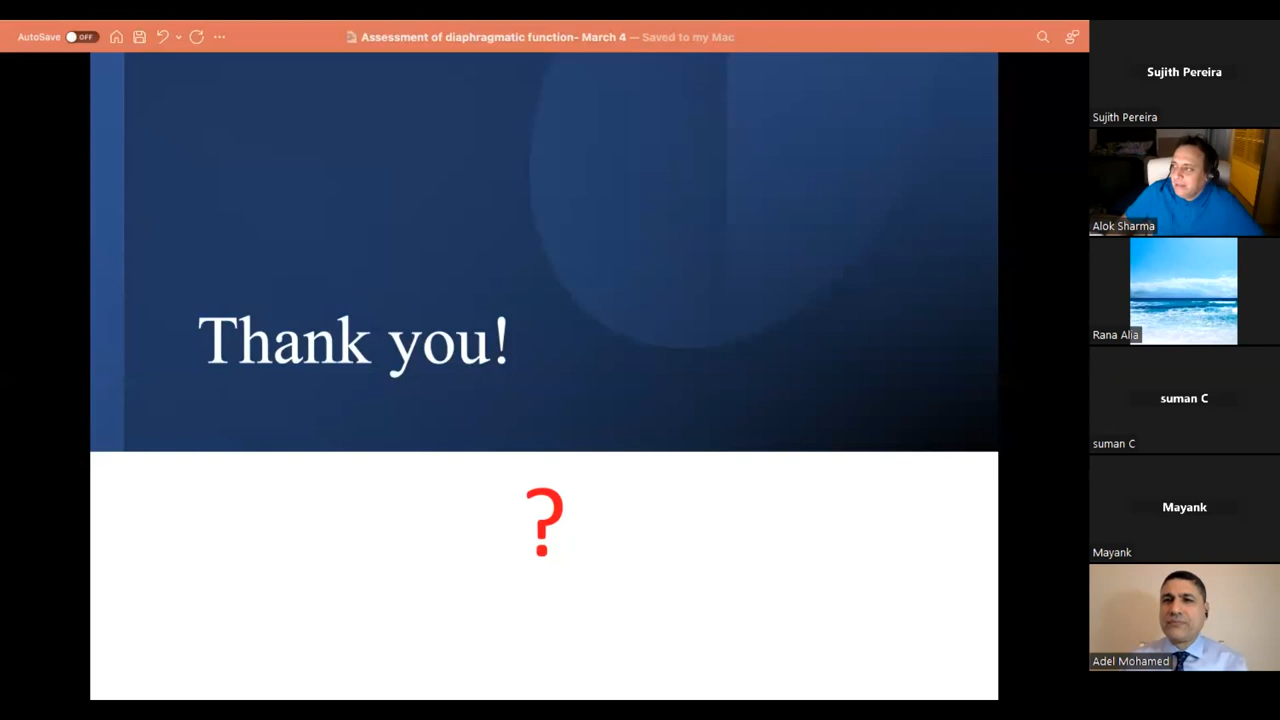 AutoSave OFF
Assessment of diaphragmatic function- March 4 — Saved to my Mac
Thank you!
?
Sujith Pereira
Sujith Pereira
Alok Sharma
Rana Alia
suman C
suman C
Mayank
Mayank
Adel Mohamed